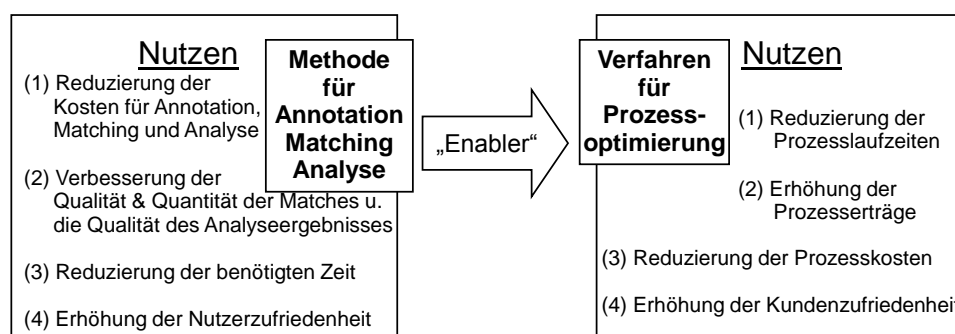 Nutzen
(1) Reduzierung der
Kosten für Annotation,
Matching und Analyse
(2) Verbesserung der
Qualität & Quantität der Matches u.
die Qualität des Analyseergebnisses
(3) Reduzierung der benötigten Zeit
(4) Erhöhung der Nutzerzufriedenheit
Methode
für
Annotation
Matching
Analyse
„Enabler“
Verfahren
für
Prozess-
optimierung
Nutzen
(1) Reduzierung der
Prozesslaufzeiten
(2) Erhöhung der
Prozesserträge
(3) Reduzierung der Prozesskosten
(4) Erhöhung der Kundenzufriedenheit